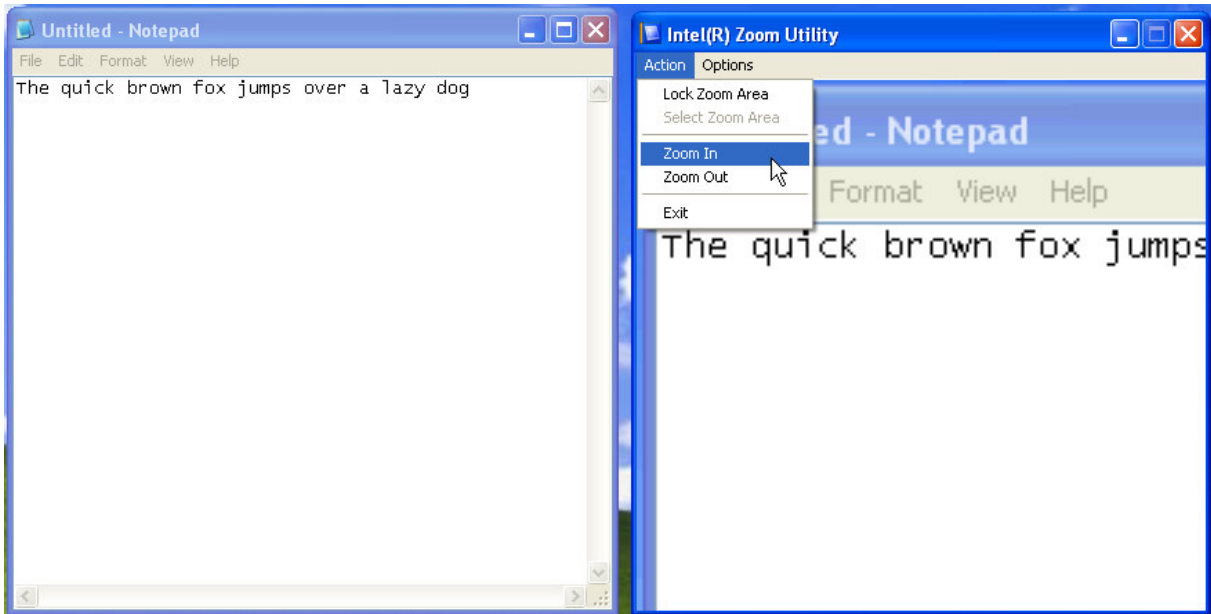 Untitled - Notepad
File Edit Format View Help
The quick brown fox jumps over a lazy dog
Intel(R) Zoom Utility
Action Options
Lock Zoom Area
Select Zoom Area
Zoom In
Zoom Out
Exit
ed - Notepad
Format View Help
The quick brown fox jumps